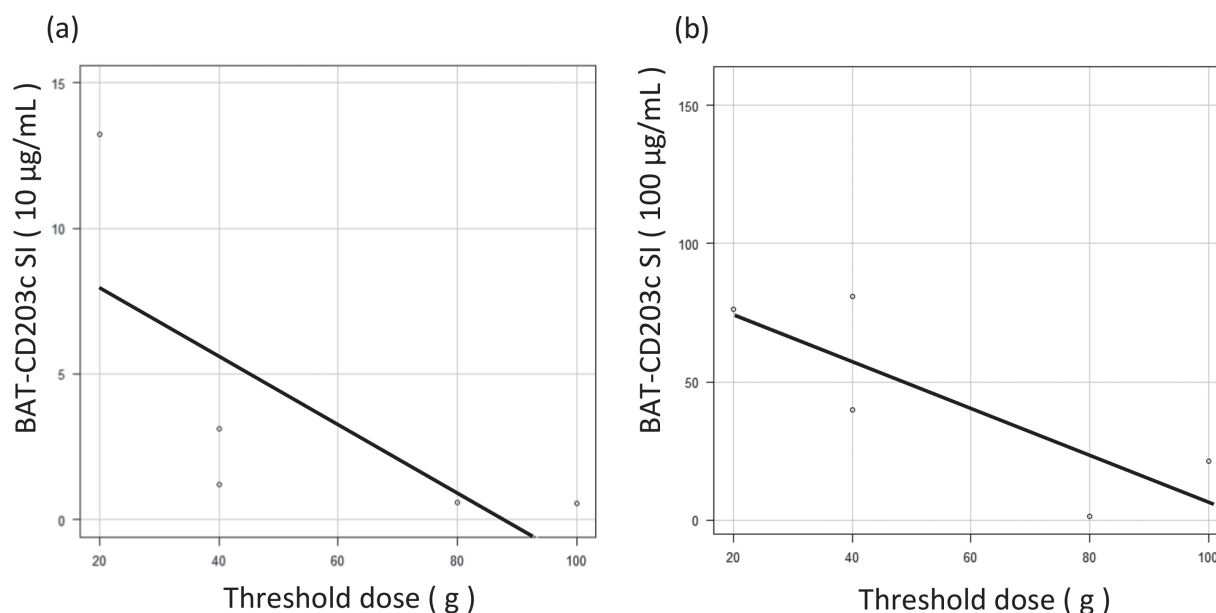 (a)
BAT-CD203c SI ( 10 µg/mL )
15
10
5
0
20 40 60 80 100
Threshold dose ( g )
(b)
BAT-CD203c SI ( 100 µg/mL )
150
100
50
0
20 40 60 80 100
Threshold dose ( g )